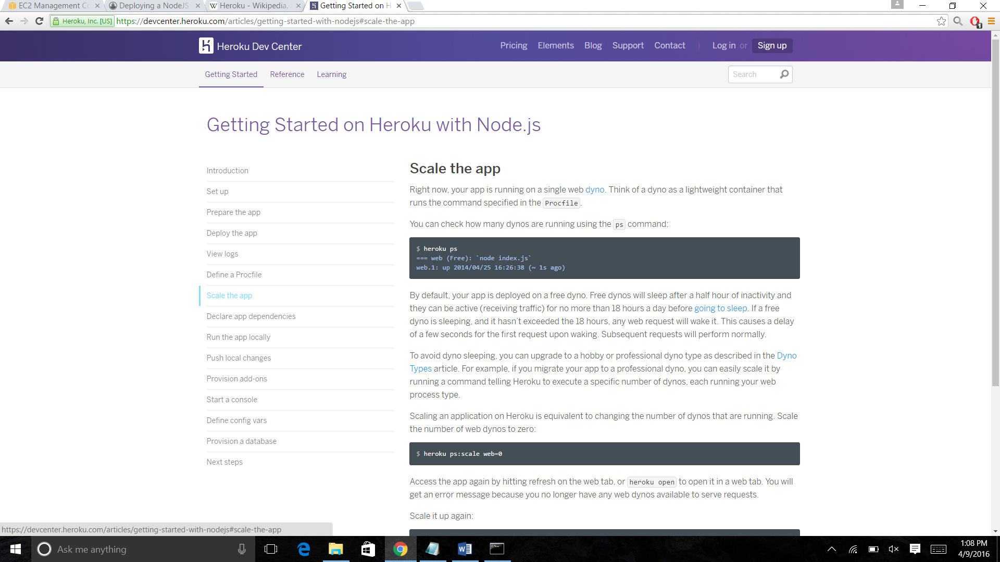 EC2 Management Co
Deploying a NodeJS
Heroku - Wikipedia,
Getting Started on H
Heroku, Inc. [US]
https://devcenter.heroku.com/articles/getting-started-with-nodejs#scale-the-app
1
Heroku Dev Center
Pricing Elements Blog Support Contact Log in or Sign up
Getting Started Reference Learning
Search
Getting Started on Heroku with Node.js
Introduction
Set up
Prepare the app
Deploy the app
View logs
Define a Procfile
Scale the app
Declare app dependencies
Run the app locally
Push local changes
Provision add-ons
Start a console
Define config vars
Provision a database
Next steps
Scale the app
Right now, your app is running on a single web dyno. Think of a dyno as a lightweight container that
runs the command specified in the Procfile.
You can check how many dynos are running using the ps command:
$ heroku ps
=== web (Free): `node index.js`
web.1: up 2014/04/25 16:26:38 (~ 1s ago)
By default, your app is deployed on a free dyno. Free dynos will sleep after a half hour of inactivity and
they can be active (receiving traffic) for no more than 18 hours a day before going to sleep. If a free
dyno is sleeping, and it hasn't exceeded the 18 hours, any web request will wake it. This causes a delay
of a few seconds for the first request upon waking. Subsequent requests will perform normally.
To avoid dyno sleeping, you can upgrade to a hobby or professional dyno type as described in the Dyno
Types article. For example, if you migrate your app to a professional dyno, you can easily scale it by
running a command telling Heroku to execute a specific number of dynos, each running your web
process type.
Scaling an application on Heroku is equivalent to changing the number of dynos that are running. Scale
the number of web dynos to zero:
$ heroku ps:scale web=0
Access the app again by hitting refresh on the web tab, or heroku open to open it in a web tab. You will
get an error message because you no longer have any web dynos available to serve requests.
Scale it up again:
https://devcenter.heroku.com/articles/getting-started-with-nodejs#scale-the-app
Ask me anything
1:08 PM
4/9/2016